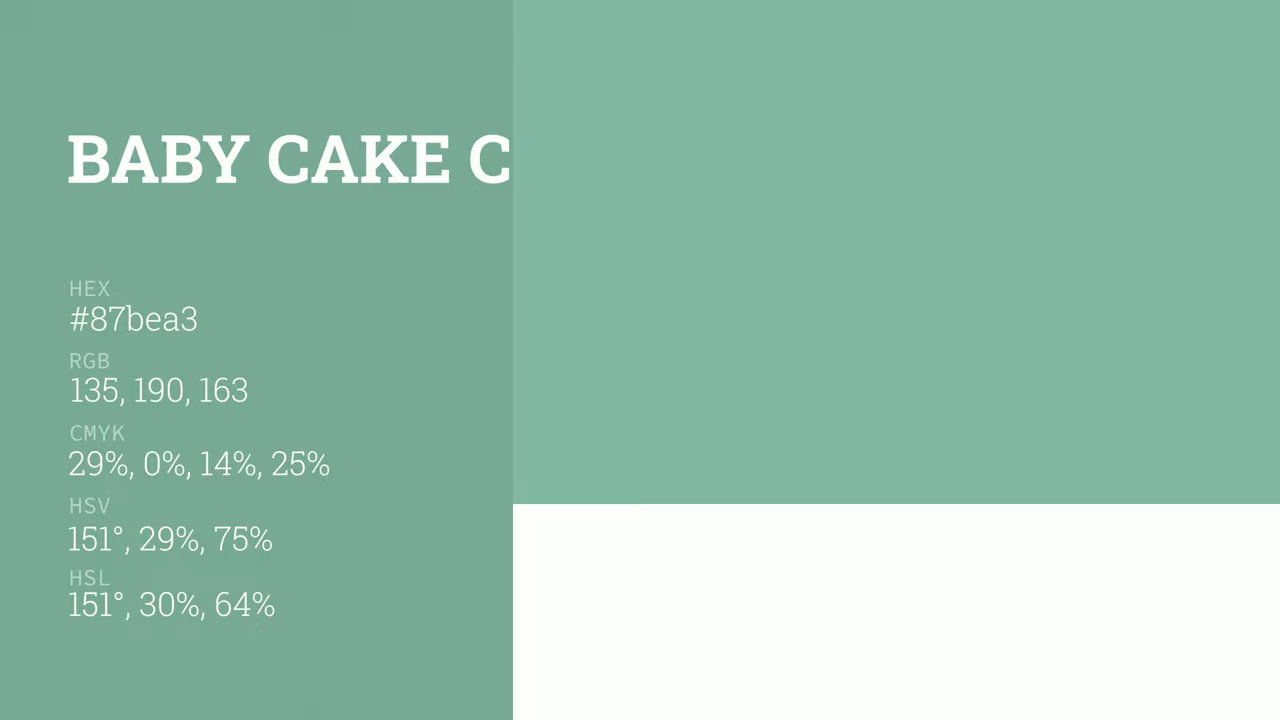 BABY CAKE C
HEX
#87bea3
RGB
135, 190, 163
CMYK
29%, 0%, 14%, 25%
HSV
151°, 29%, 75%
HSL
151°, 30%, 64%